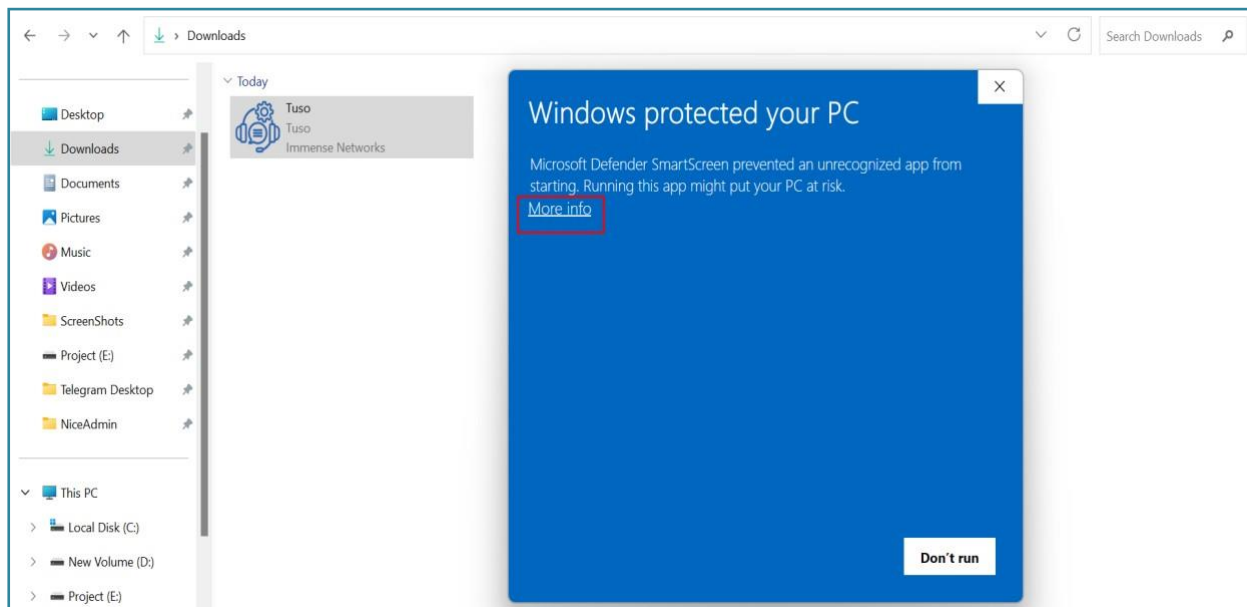 Downloads
Search Downloads
Desktop
Downloads
Documents
Pictures
Music
Videos
ScreenShots
Project (E:)
Telegram Desktop
NiceAdmin
This PC
Local Disk (C:)
New Volume (D:)
Project (E:)
Today
Tuso
Tuso
Immense Networks
Windows protected your PC
Microsoft Defender SmartScreen prevented an unrecognized app from
starting. Running this app might put your PC at risk.
More info
Don't run